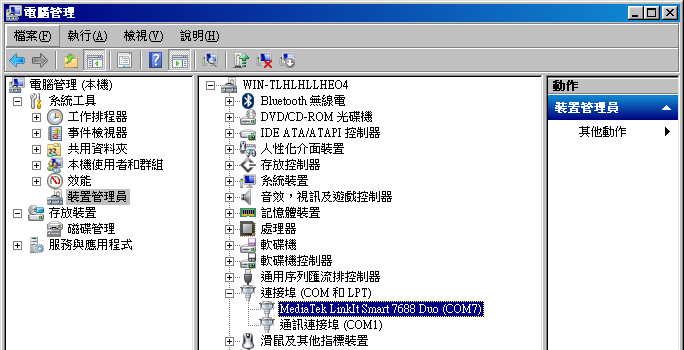 電腦管理
檔案(F) 執行(A) 檢視(V) 說明(H)
電腦管理 (本機)
系統工具
工作排程器
事件檢視器
共用資料夾
本機使用者和群組
效能
裝置管理員
存放裝置
磁碟管理
服務與應用程式
WIN-TLHLHLLHEO4
Bluetooth 無線電
DVD/CD-ROM 光碟機
IDE ATA/ATAPI 控制器
人性化介面裝置
存放控制器
系統裝置
音效，視訊及遊戲控制器
記憶體裝置
處理器
軟碟機
軟碟機控制器
通用序列匯流排控制器
連接埠 (COM 和 LPT)
MediaTek LinkIt Smart 7688 Duo (COM7)
通訊連接埠 (COM1)
滑鼠及其他指標裝置
動作
裝置管理員
其他動作